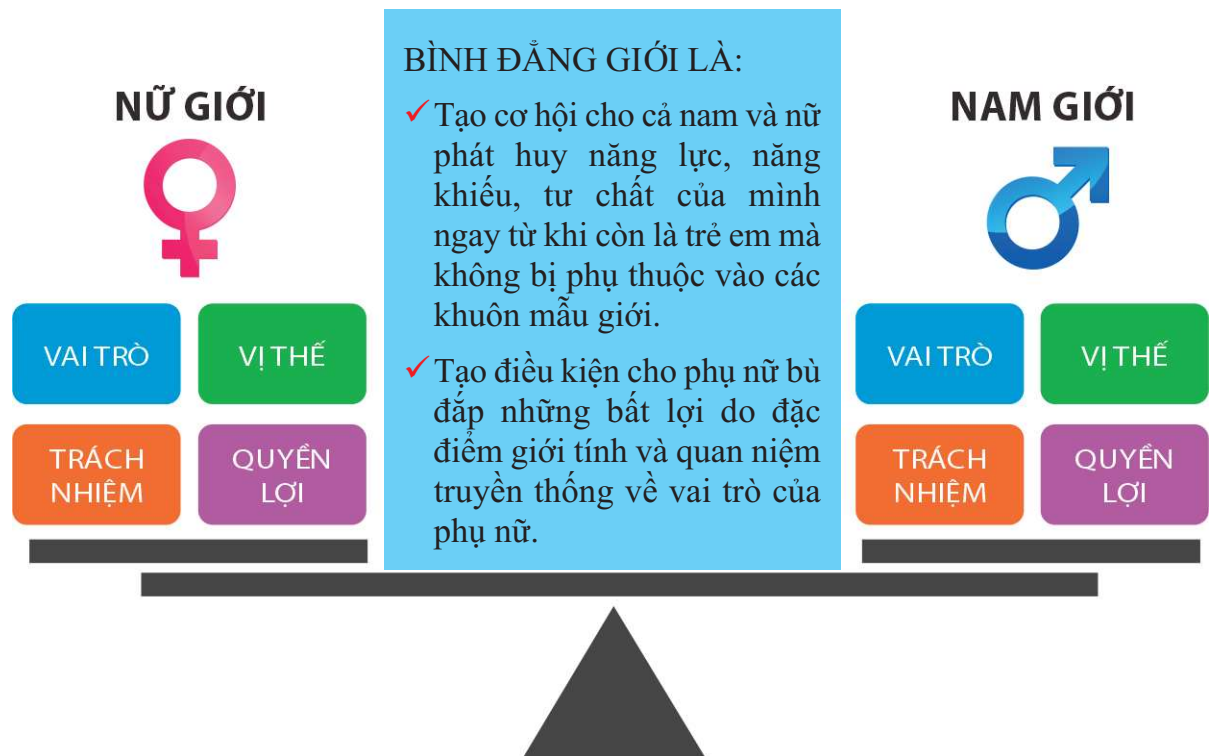 NỮ GIỚI
VAI TRÒ
VỊ THẾ
TRÁCH
NHIỆM
QUYỀN
LỢI
BÌNH ĐẲNG GIỚI LÀ:
✓ Tạo cơ hội cho cả nam và nữ
phát huy năng lực, năng
khiếu, tư chất của mình
ngay từ khi còn là trẻ em mà
không bị phụ thuộc vào các
khuôn mẫu giới.
✓ Tạo điều kiện cho phụ nữ bù
đắp những bất lợi do đặc
điểm giới tính và quan niệm
truyền thống về vai trò của
phụ nữ.
NAM GIỚI
VAI TRÒ
VỊ THẾ
TRÁCH
NHIỆM
QUYỀN
LỢI